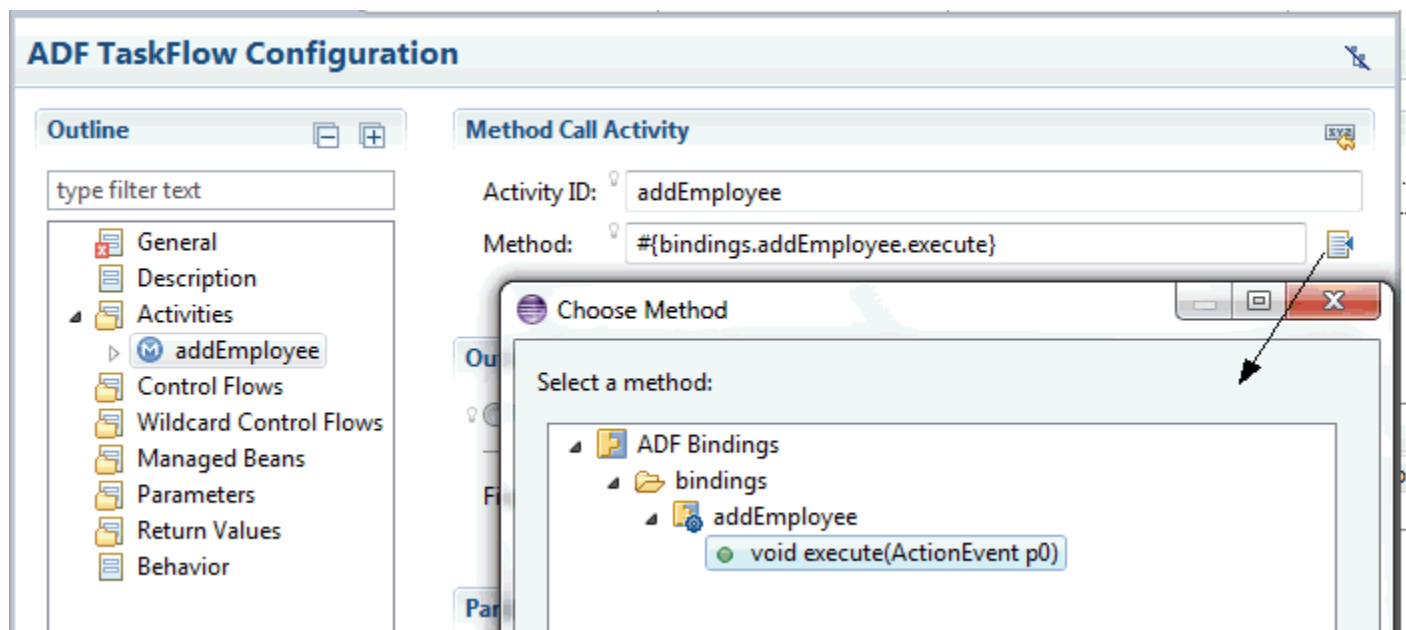 ADF TaskFlow Configuration
Outline
type filter text
General
Description
Activities
addEmployee
Control Flows
Wildcard Control Flows
Managed Beans
Parameters
Return Values
Behavior
Method Call Activity
Activity ID: addEmployee
Method: #{bindings.addEmployee.execute}
Choose Method
Select a method:
ADF Bindings
bindings
addEmployee
void execute(ActionEvent p0)